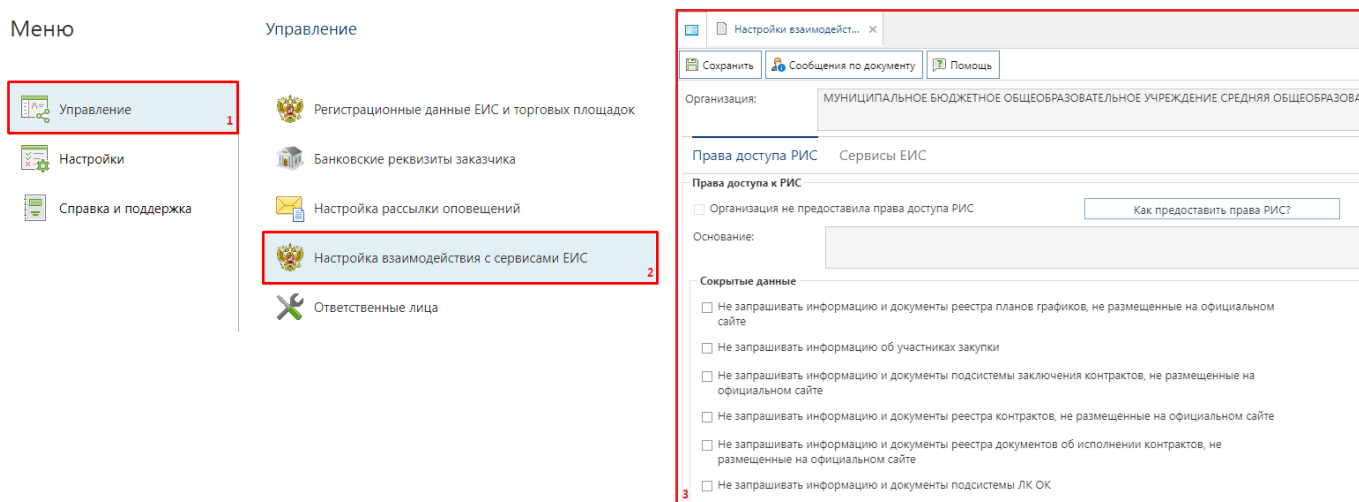 Меню
Управление
1
Настройки
Справка и поддержка
Управление
Регистрационные данные ЕИС и торговых площадок
Банковские реквизиты заказчика
Настройка рассылки оповещений
Настройка взаимодействия с сервисами ЕИС
2
Ответственные лица
Настройки взаимодейст...
Сохранить
Сообщения по документу
Помощь
Организация:
МУНИЦИПАЛЬНОЕ БЮДЖЕТНОЕ ОБЩЕОБРАЗОВАТЕЛЬНОЕ УЧРЕЖДЕНИЕ СРЕДНЯЯ ОБЩЕОБРАЗОВА
Права доступа РИС Сервисы ЕИС
Права доступа к РИС
Организация не предоставила права доступа РИС
Как предоставить права РИС?
Основание:
Сокрытые данные
Не запрашивать информацию и документы реестра планов графиков, не размещенные на официальном
сайте
Не запрашивать информацию об участниках закупки
Не запрашивать информацию и документы подсистемы заключения контрактов, не размещенные на
официальном сайте
Не запрашивать информацию и документы реестра контрактов, не размещенные на официальном сайте
Не запрашивать информацию и документы реестра документов об исполнении контрактов, не
размещенные на официальном сайте
Не запрашивать информацию и документы подсистемы ЛК ОК
3